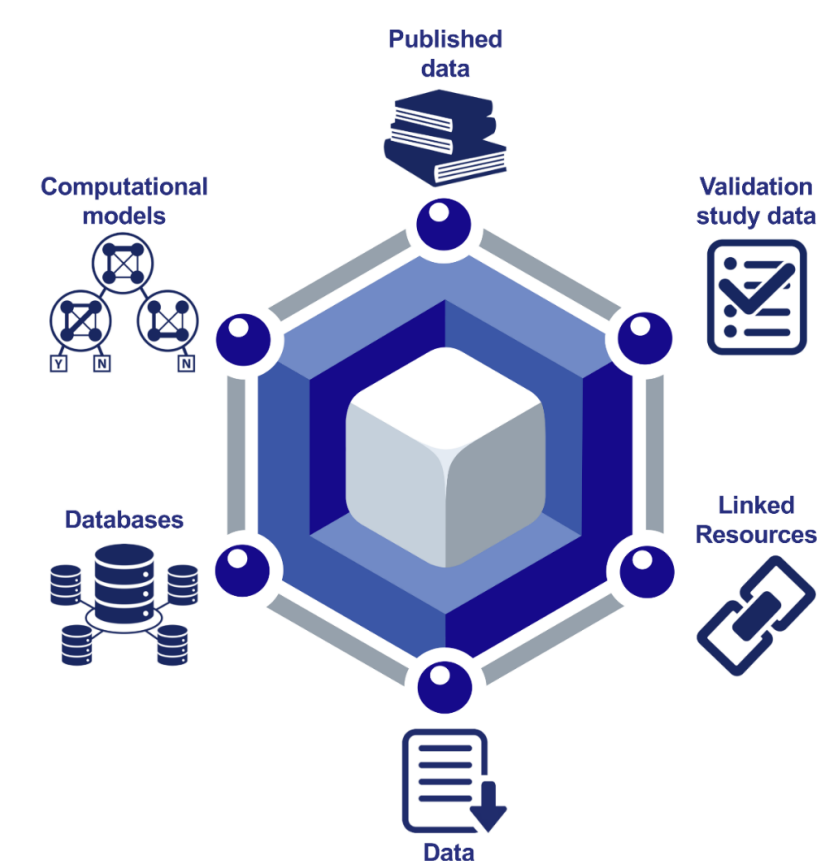 Published
data
Computational
models
Y
N
N
Validation
study data
Databases
Linked
Resources
Data